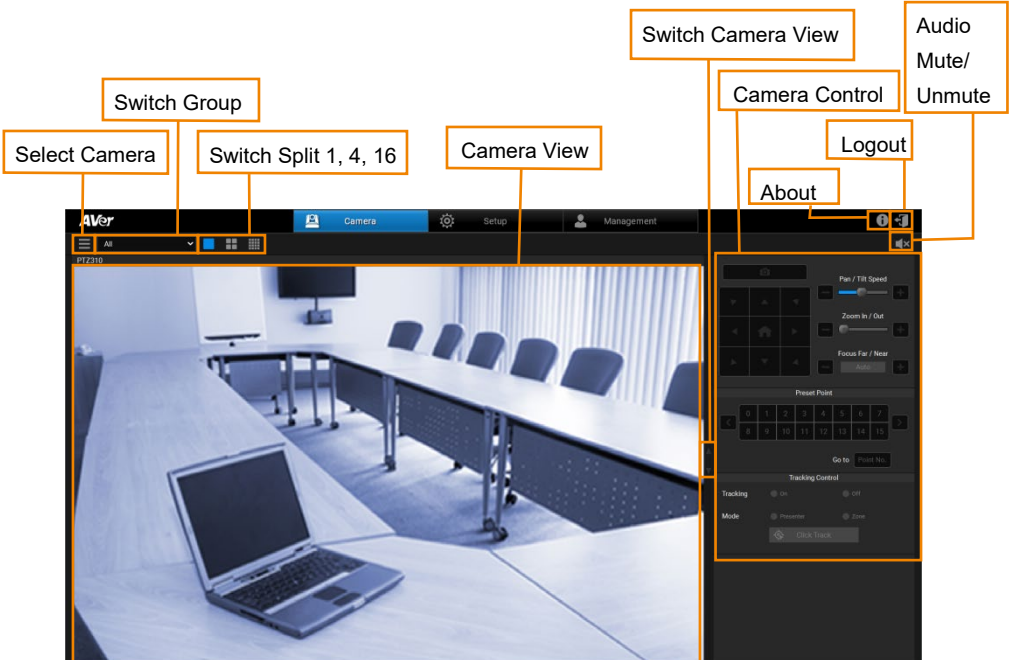 Switch Camera View
Audio
Mute/
Unmute
Switch Group
Camera Control
Select Camera
Switch Split 1, 4, 16
Camera View
Logout
About
AVer
Camera
Setup
Management
All
PTZ310
Pan / Tilt Speed
Zoom In / Out
Focus Far / Near
Auto
Preset Point
0 1 2 3 4 5 6 7
8 9 10 11 12 13 14 15
Go to Point No.
Tracking Control
Tracking On Off
Mode Presenter Zone
Click Track